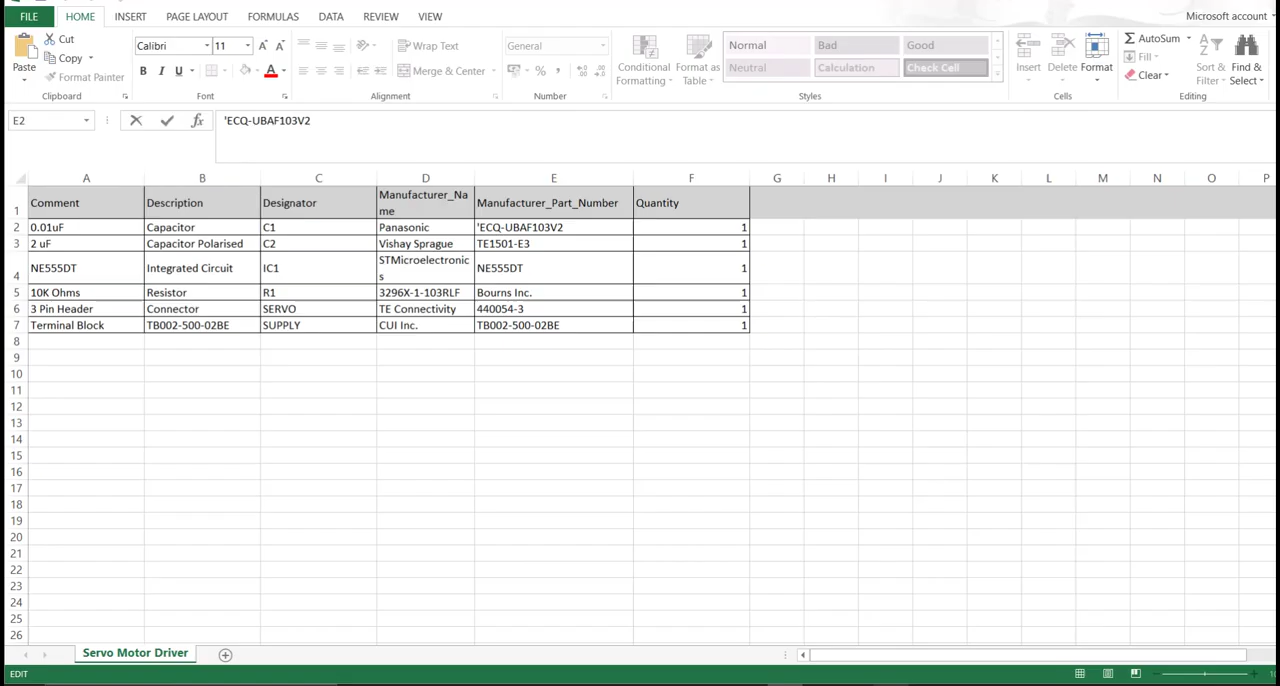 FILE HOME INSERT PAGE LAYOUT FORMULAS DATA REVIEW VIEW Microsoft account
Paste
Cut
Copy
Format Painter
Clipboard
Calibri 11
B I U
Font
Wrap Text
Merge & Center
Alignment
General
Number
Conditional Formatting
Format as Table
Normal Bad Good
Neutral Calculation Check Cell
Styles
Insert Delete Format
Cells
AutoSum
Fill
Clear
Sort & Filter
Find & Select
Editing
E2 fx 'ECQ-UBAF103V2
A B C D E F G H I J K L M N O P
1 Comment Description Designator Manufacturer_Name Manufacturer_Part_Number Quantity
2 0.01uF Capacitor C1 Panasonic 'ECQ-UBAF103V2 1
3 2 uF Capacitor Polarised C2 Vishay Sprague TE1501-E3 1
4 NE555DT Integrated Circuit IC1 STMicroelectronics NE555DT 1
5 10K Ohms Resistor R1 3296X-1-103RLF Bourns Inc. 1
6 3 Pin Header Connector SERVO TE Connectivity 440054-3 1
7 Terminal Block TB002-500-02BE SUPPLY CUI Inc. TB002-500-02BE 1
8
9
10
11
12
13
14
15
16
17
18
19
20
21
22
23
24
25
26
Servo Motor Driver
EDIT